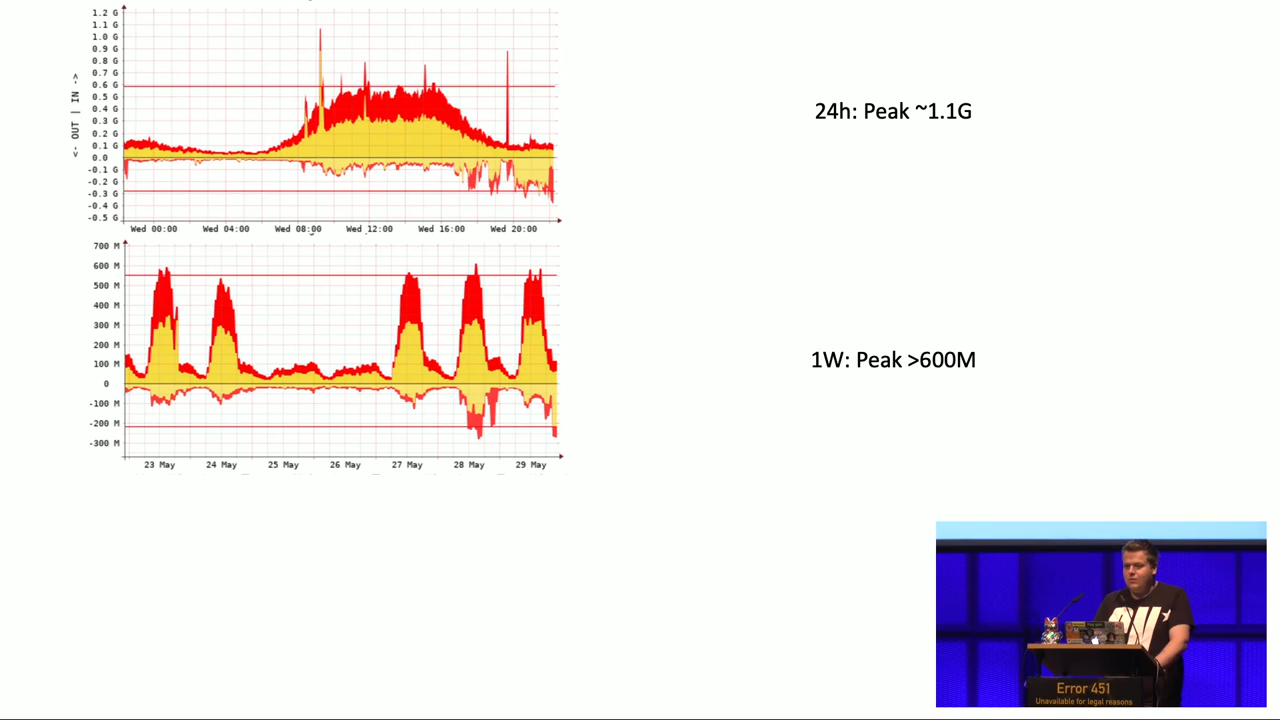 1.2 G
1.1 G
1.0 G
0.9 G
0.8 G
0.7 G
0.6 G
0.5 G
0.4 G
0.3 G
0.2 G
0.1 G
0.0
-0.1 G
-0.2 G
-0.3 G
-0.4 G
-0.5 G
<- OUT | IN ->
Wed 00:00 Wed 04:00 Wed 08:00 Wed 12:00 Wed 16:00 Wed 20:00
24h: Peak ~1.1G
700 M
600 M
500 M
400 M
300 M
200 M
100 M
0
-100 M
-200 M
-300 M
23 May 24 May 25 May 26 May 27 May 28 May 29 May
1W: Peak >600M
Error 451
Unavailable for legal reasons